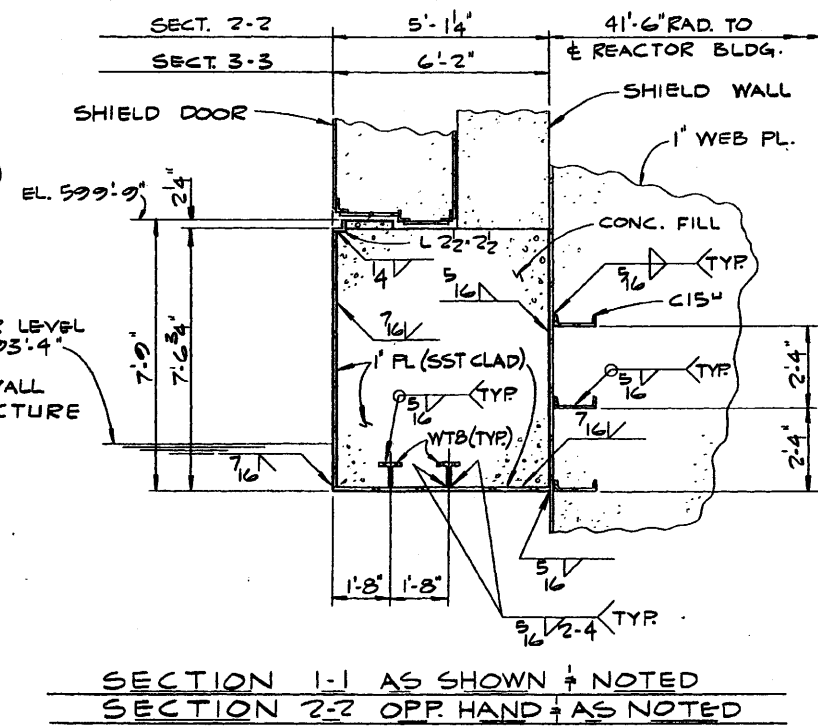 SECT. 2-2
5'-1¼"
41'-6" RAD. TO
℄ REACTOR BLDG.
SECT. 3-3
6'-2"
SHIELD DOOR
SHIELD WALL
1" WEB PL.
EL. 599'-9"
2¼"
CONC. FILL
L 2½×2½
1/4
5/16
5/16 TYP.
C15"
LEVEL
93'-4"
7/16
7'-9"
7'-6¾"
1" PL (SST CLAD)
2'-4"
WALL
CTURE
5/16 TYP.
5/16 TYP.
WT8 (TYP.)
7/16
2'-4"
7/16
5/16
1'-8"
1'-8"
5/16 2-4 TYP.
SECTION 1-1 AS SHOWN & NOTED
SECTION 2-2 OPP. HAND & AS NOTED